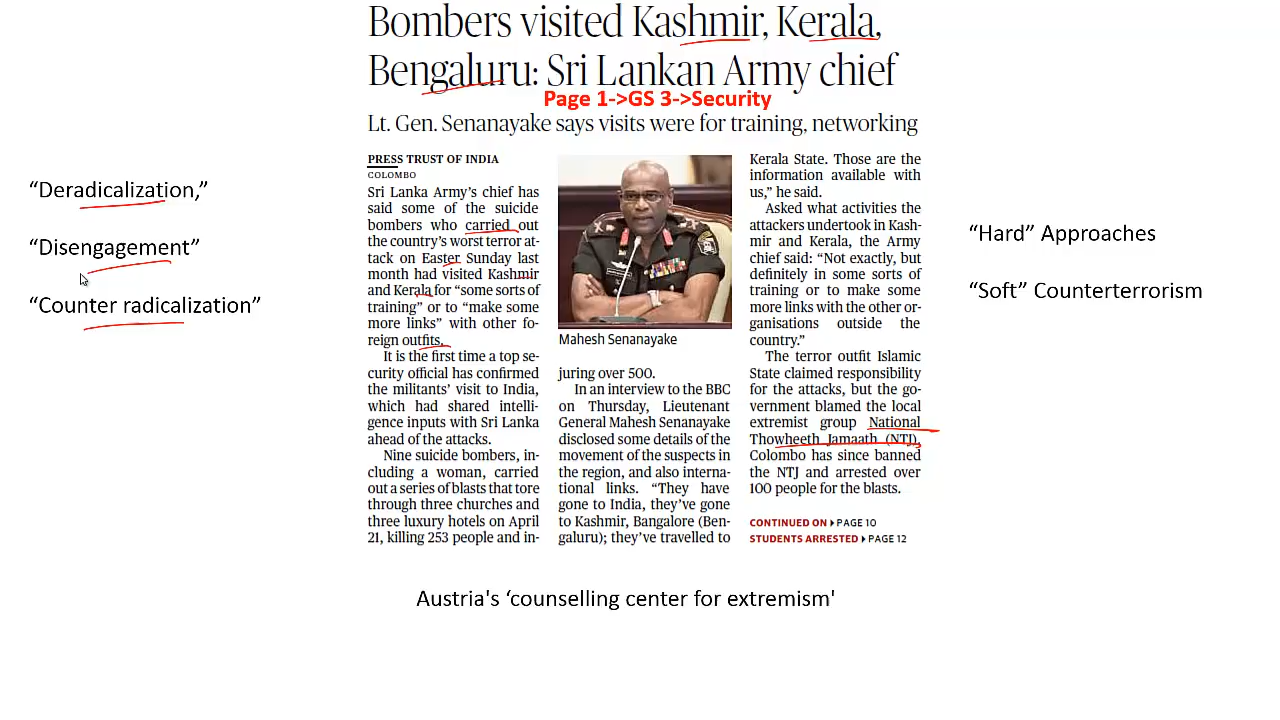 Bombers visited Kashmir, Kerala,
Bengaluru: Sri Lankan Army chief
Page 1->GS 3->Security
Lt. Gen. Senanayake says visits were for training, networking
“Deradicalization,”
“Disengagement”
“Counter radicalization”
PRESS TRUST OF INDIA
COLOMBO
Sri Lanka Army’s chief has
said some of the suicide
bombers who carried out
the country’s worst terror at-
tack on Easter Sunday last
month had visited Kashmir
and Kerala for “some sorts of
training” or to “make some
more links” with other fo-
reign outfits.
It is the first time a top se-
curity official has confirmed
the militants’ visit to India,
which had shared intelli-
gence inputs with Sri Lanka
ahead of the attacks.
Nine suicide bombers, in-
cluding a woman, carried
out a series of blasts that tore
through three churches and
three luxury hotels on April
21, killing 253 people and in-
Mahesh Senanayake
juring over 500.
In an interview to the BBC
on Thursday, Lieutenant
General Mahesh Senanayake
disclosed some details of the
movement of the suspects in
the region, and also interna-
tional links. “They have
gone to India, they’ve gone
to Kashmir, Bangalore (Ben-
galuru); they’ve travelled to
Kerala State. Those are the
information available with
us,” he said.
Asked what activities the
attackers undertook in Kash-
mir and Kerala, the Army
chief said: “Not exactly, but
definitely in some sorts of
training or to make some
more links with the other or-
ganisations outside the
country.”
The terror outfit Islamic
State claimed responsibility
for the attacks, but the go-
vernment blamed the local
extremist group National
Thowheeth Jamaath (NTJ).
Colombo has since banned
the NTJ and arrested over
100 people for the blasts.
CONTINUED ON PAGE 10
STUDENTS ARRESTED PAGE 12
“Hard” Approaches
“Soft” Counterterrorism
Austria's ‘counselling center for extremism'